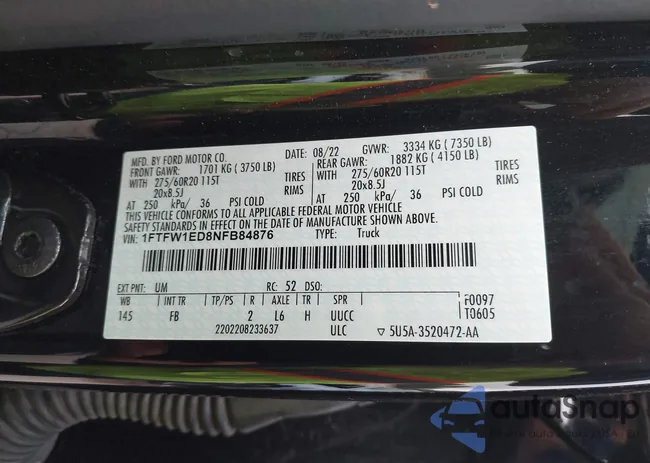 MFD. BY FORD MOTOR CO. DATE: 08/22 GVWR: 3334 KG (7350 LB)
FRONT GAWR: 1701 KG (3750 LB) REAR GAWR: 1882 KG (4150 LB)
WITH 275/60R20 115T TIRES WITH 275/60R20 115T TIRES
20x8.5J RIMS 20x8.5J RIMS
AT 250 kPa/ 36 PSI COLD AT 250 kPa/ 36 PSI COLD
THIS VEHICLE CONFORMS TO ALL APPLICABLE FEDERAL MOTOR VEHICLE
SAFETY STANDARDS IN EFFECT ON THE DATE OF MANUFACTURE SHOWN ABOVE.
VIN: 1FTFW1ED8NFB84876 TYPE: Truck
EXT PNT: UM RC: 52 DSO:
WB INT TR TP/PS R AXLE TR SPR F0097
145 FB 2 L6 H UUCC T0605
2202208233637 ULC ▽ 5U5A-3520472-AA
autoSnap